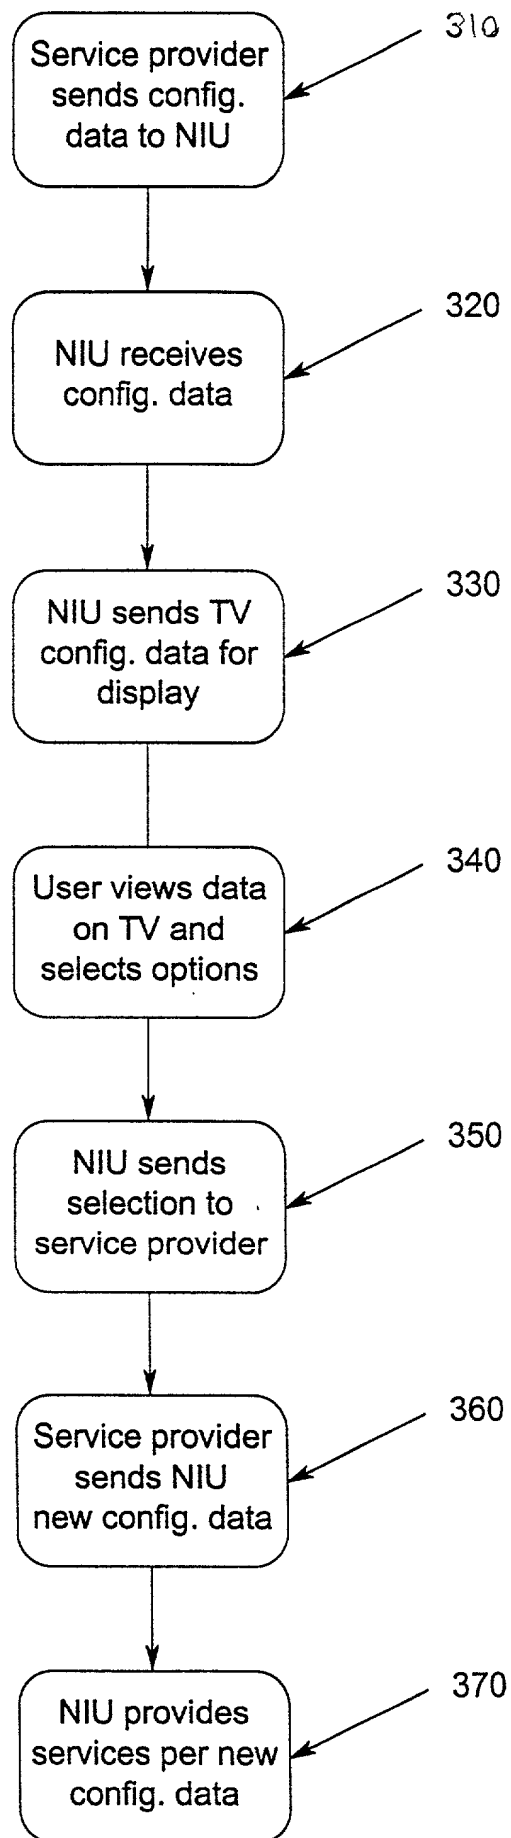 310
Service provider
sends config.
data to NIU
320
NIU receives
config. data
330
NIU sends TV
config. data for
display
340
User views data
on TV and
selects options
350
NIU sends
selection to
service provider
360
Service provider
sends NIU
new config. data
370
NIU provides
services per new
config. data